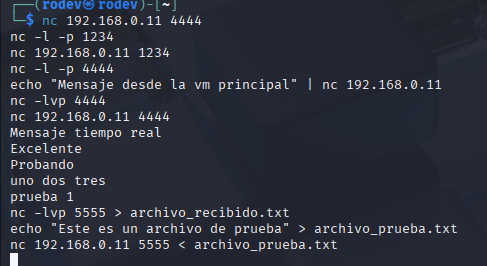 ┌──(rodev㉿rodev)-[~]
└─$ nc 192.168.0.11 4444
nc -l -p 1234
nc 192.168.0.11 1234
nc -l -p 4444
echo "Mensaje desde la vm principal" | nc 192.168.0.11
nc -lvp 4444
nc 192.168.0.11 4444
Mensaje tiempo real
Excelente
Probando
uno dos tres
prueba 1
nc -lvp 5555 > archivo_recibido.txt
echo "Este es un archivo de prueba" > archivo_prueba.txt
nc 192.168.0.11 5555 < archivo_prueba.txt